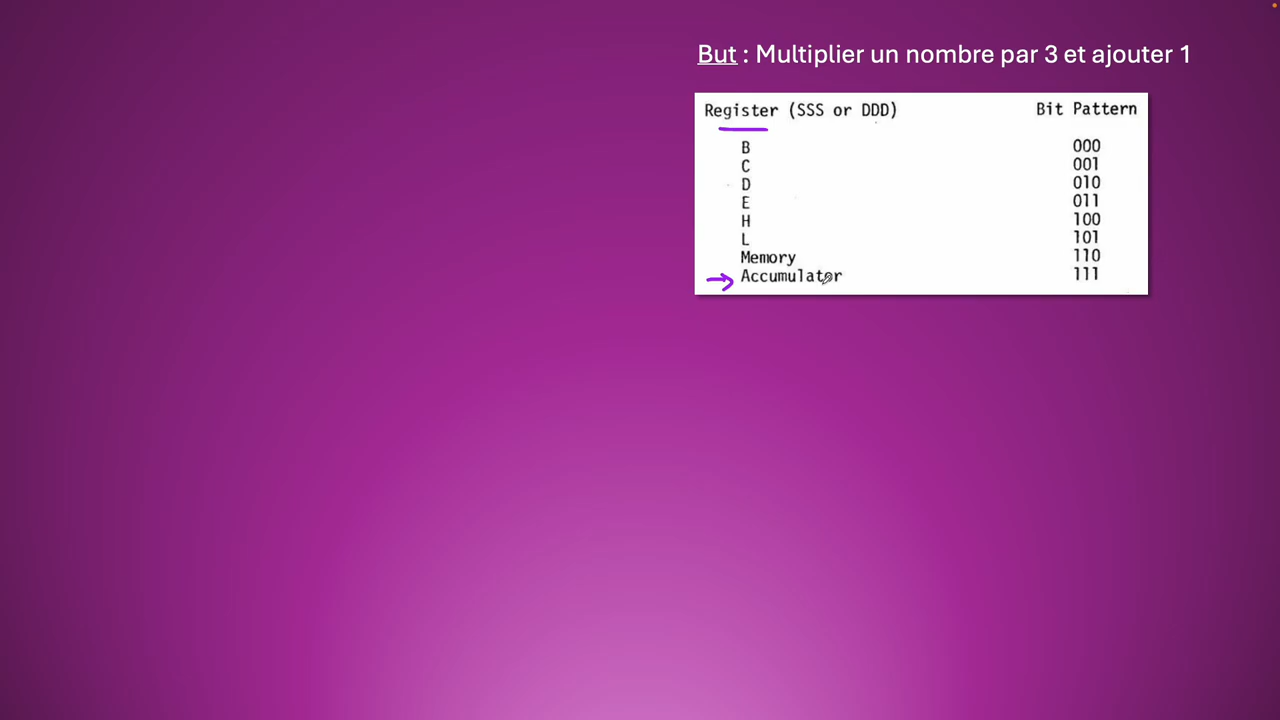 But : Multiplier un nombre par 3 et ajouter 1
Register (SSS or DDD) Bit Pattern
B 000
C 001
D 010
E 011
H 100
L 101
Memory 110
Accumulator 111